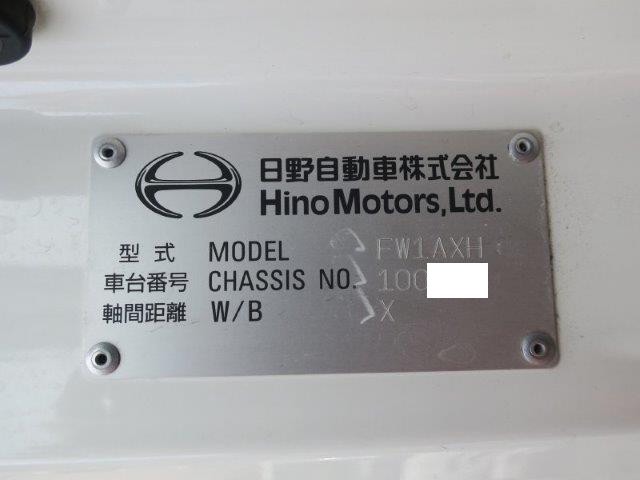 日野自動車株式会社
Hino Motors, Ltd.
型式 MODEL FW1AXH
車台番号 CHASSIS NO. 100
軸間距離 W/B X